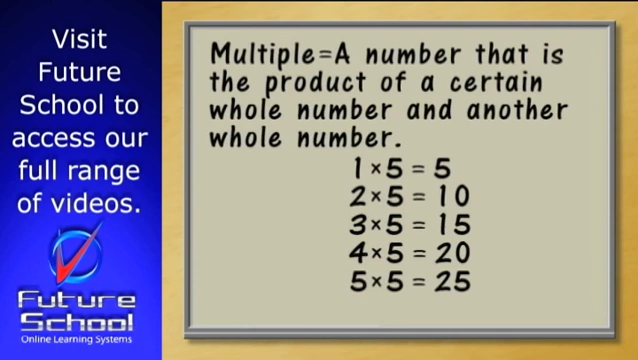 Visit
Future
School to
access our
full range
of videos.
Future
School
Online Learning Systems
Multiple=A number that is
the product of a certain
whole number and another
whole number.
1×5 = 5
2×5 = 10
3×5 = 15
4×5 = 20
5×5 = 25